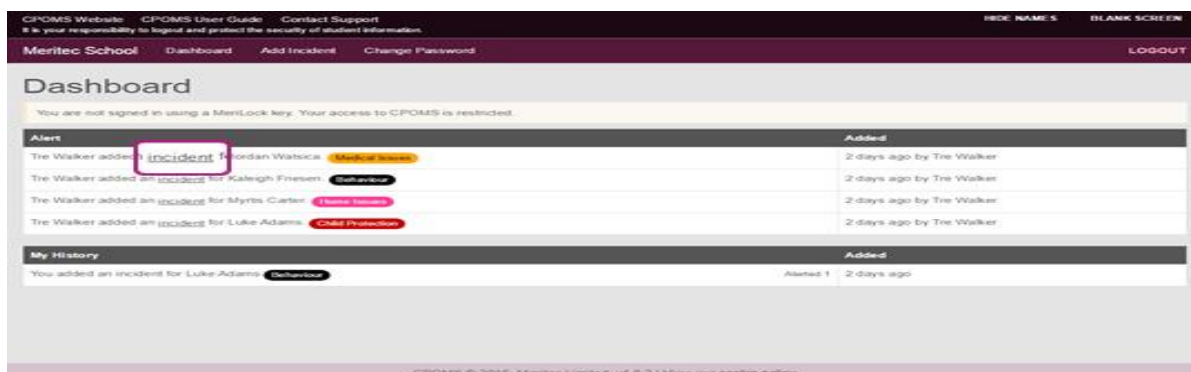 CPOMS Website CPOMS User Guide Contact Support HIDE NAMES BLANK SCREEN
It is your responsibility to logout and protect the security of student information.
Meritec School Dashboard Add Incident Change Password LOGOUT
Dashboard
You are not signed in using a MeriLock key. Your access to CPOMS is restricted.
Alert Added
Tre Walker added incident Jordan Watsica. Medical Issues 2 days ago by Tre Walker
Tre Walker added an incident for Kaleigh Friesen. Behaviour 2 days ago by Tre Walker
Tre Walker added an incident for Myrtis Carter. Home Issues 2 days ago by Tre Walker
Tre Walker added an incident for Luke Adams. Child Protection 2 days ago by Tre Walker
My History Added
You added an incident for Luke Adams Behaviour Alerted 1 2 days ago